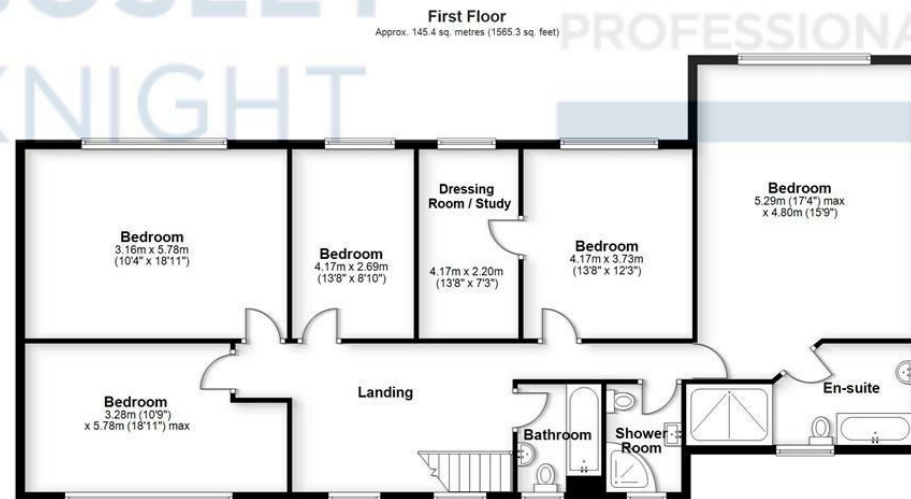 First Floor
Approx. 145.4 sq. metres (1565.3 sq. feet)
PROFESSIONA
KNIGHT
Bedroom
3.16m x 5.78m
(10'4" x 18'11")
Bedroom
4.17m x 2.69m
(13'8" x 8'10")
Dressing
Room / Study
4.17m x 2.20m
(13'8" x 7'3")
Bedroom
4.17m x 3.73m
(13'8" x 12'3")
Bedroom
5.29m (17'4") max
x 4.80m (15'9")
Bedroom
3.28m (10'9")
x 5.78m (18'11") max
Landing
Bathroom
Shower
Room
En-suite